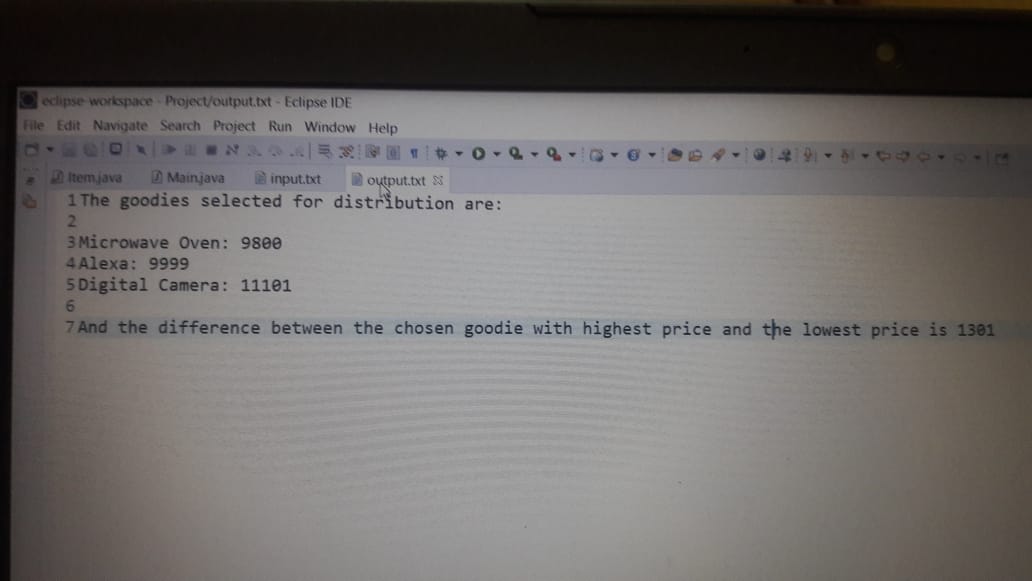 eclipse-workspace - Project/output.txt - Eclipse IDE
File Edit Navigate Search Project Run Window Help
Item.java Main.java input.txt output.txt
1 The goodies selected for distribution are:
2
3 Microwave Oven: 9800
4 Alexa: 9999
5 Digital Camera: 11101
6
7 And the difference between the chosen goodie with highest price and the lowest price is 1301